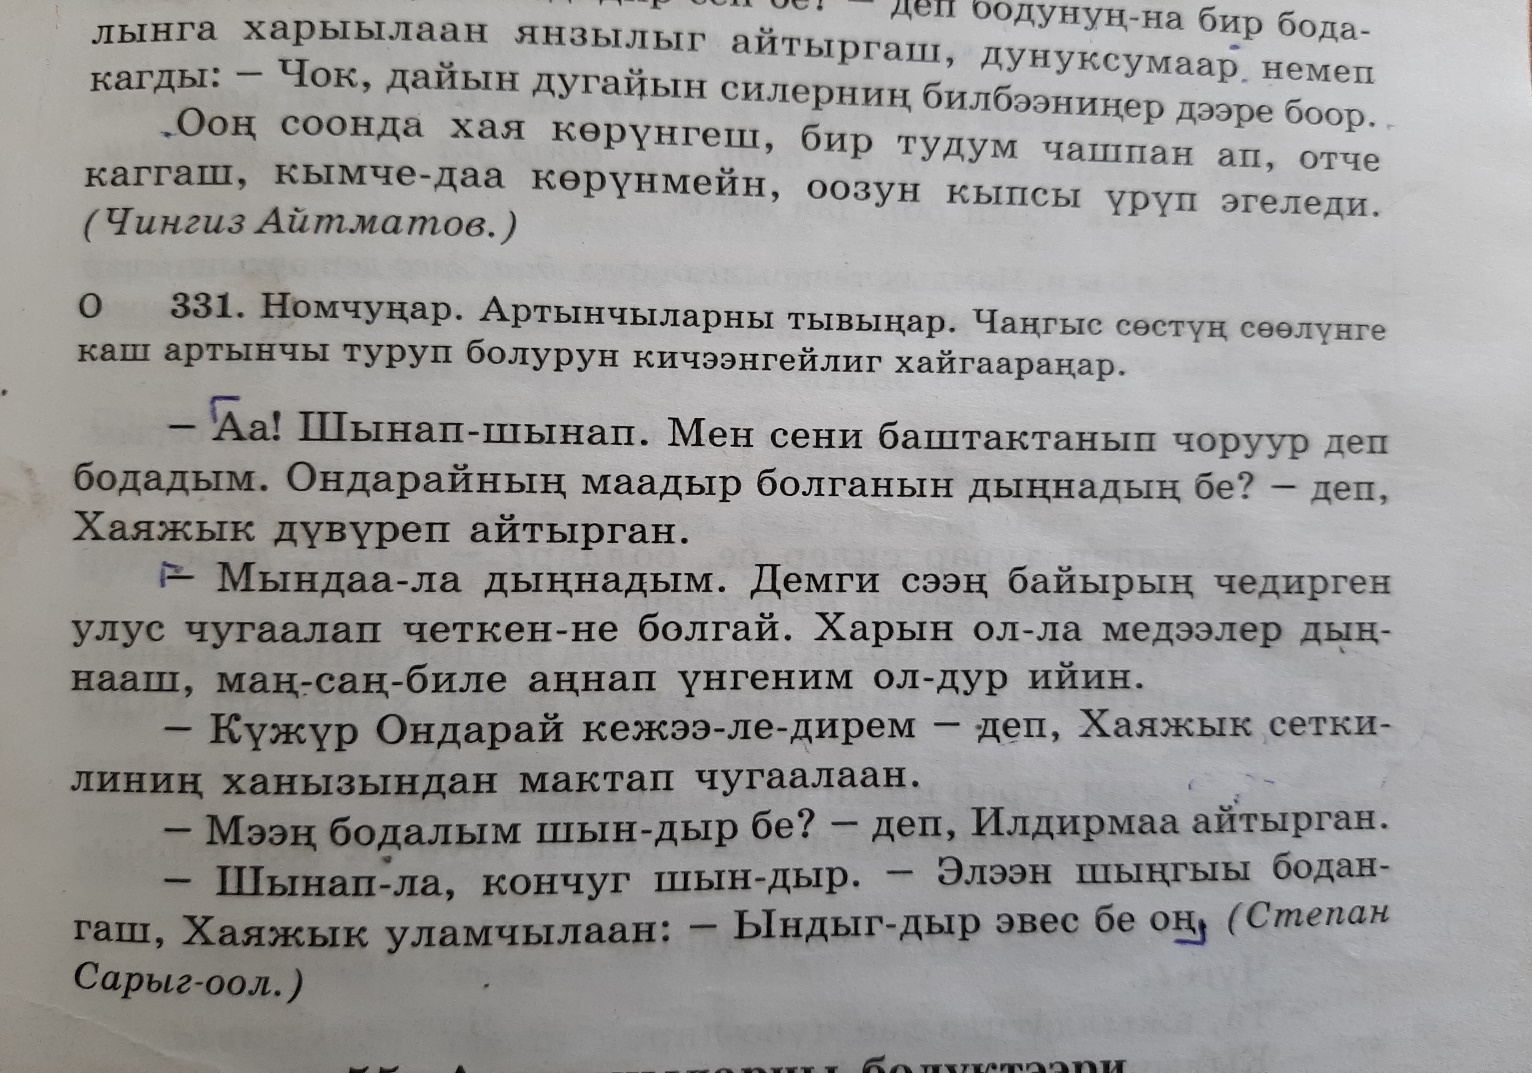 деп бодунуң-на бир бода-
лынга харыылаан янзылыг айтыргаш, дунуксумаар немеп
кагды: — Чок, дайын дугайын силерниң билбээниңер дээре боор.
Ооң соонда хая көрүнгеш, бир тудум чашпан ап, отче
каггаш, кымче-даа көрүнмейн, оозун кыпсы үрүп эгеледи.
(Чингиз Айтматов.)
О 331. Номчуңар. Артынчыларны тывыңар. Чаңгыс сөстүң сөөлүнге
каш артынчы туруп болурун кичээнгейлиг хайгаараңар.
— Аа! Шынап-шынап. Мен сени баштактанып чоруур деп
бодадым. Ондарайның маадыр болганын дыңнадың бе? — деп,
Хаяжык дүвүреп айтырган.
— Мындаа-ла дыңнадым. Демги сээң байырың чедирген
улус чугаалап четкен-не болгай. Харын ол-ла медээлер дың-
нааш, маң-саң-биле аңнап үнгеним ол-дур ийин.
— Күжүр Ондарай кежээ-ле-дирем — деп, Хаяжык сетки-
линиң ханызындан мактап чугаалаан.
— Мээң бодалым шын-дыр бе? — деп, Илдирмаа айтырган.
— Шынап-ла, кончуг шын-дыр. — Элээн шыңгыы бодан-
гаш, Хаяжык уламчылаан: — Ындыг-дыр эвес бе оң, (Степан
Сарыг-оол.)